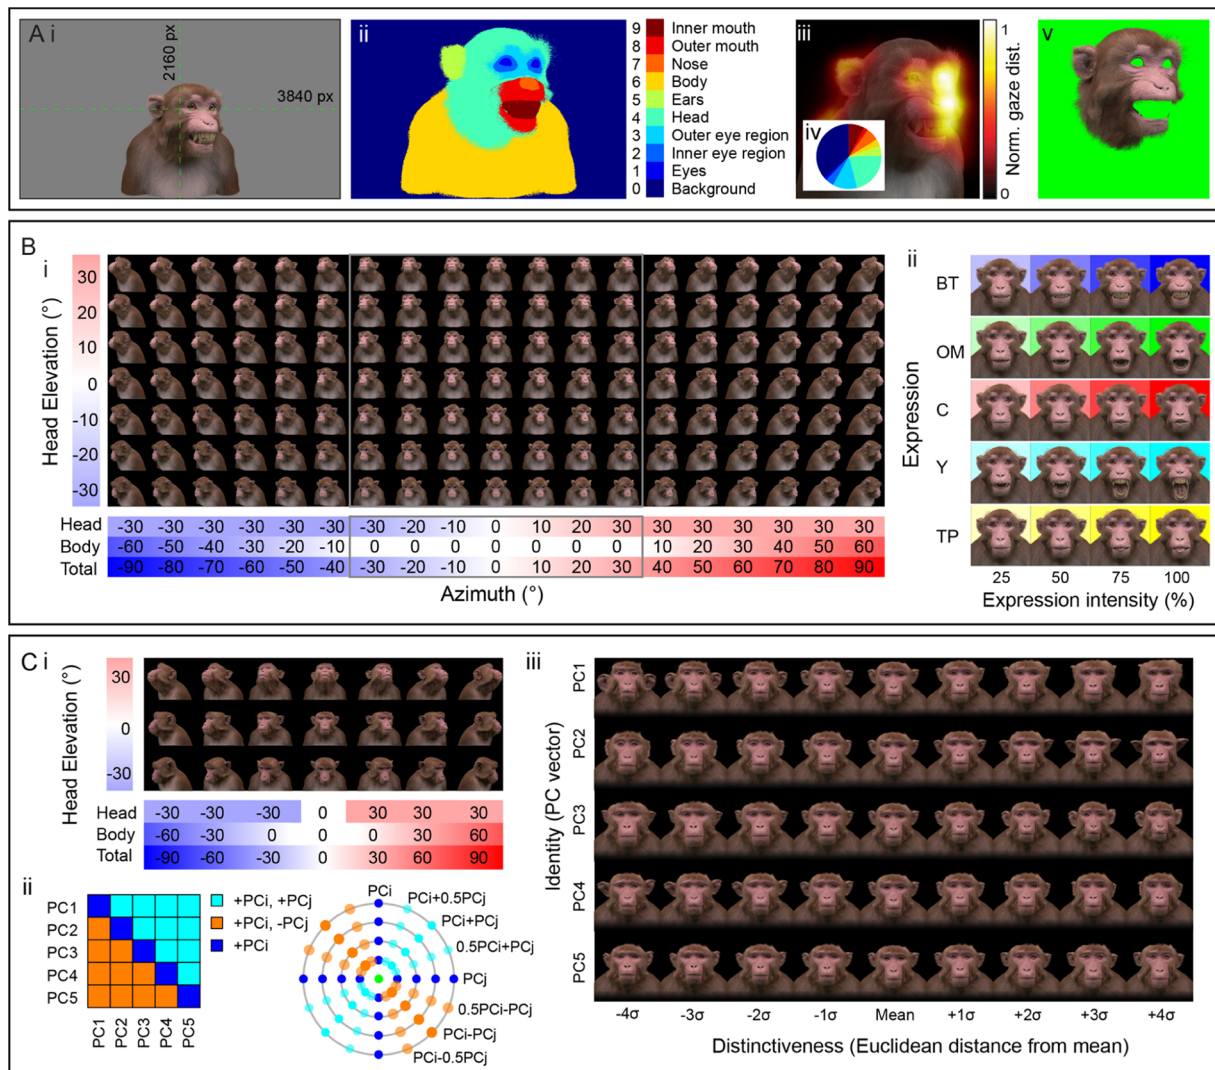 A i
2160 px
3840 px
ii
9 Inner mouth
8 Outer mouth
7 Nose
6 Body
5 Ears
4 Head
3 Outer eye region
2 Inner eye region
1 Eyes
0 Background
iii
iv
1
Norm. gaze dist.
0
v
B
i
Head Elevation (°)
30
20
10
0
-10
-20
-30
Head -30 -30 -30 -30 -30 -30 -30 -20 -10 0 10 20 30 30 30 30 30 30 30
Body -60 -50 -40 -30 -20 -10 0 0 0 0 0 0 0 10 20 30 40 50 60
Total -90 -80 -70 -60 -50 -40 -30 -20 -10 0 10 20 30 40 50 60 70 80 90
Azimuth (°)
ii
Expression
BT
OM
C
Y
TP
25 50 75 100
Expression intensity (%)
C i
Head Elevation (°)
30
0
-30
Head -30 -30 -30 0 30 30 30
Body -60 -30 0 0 0 30 60
Total -90 -60 -30 0 30 60 90
ii
PC1
PC2
PC3
PC4
PC5
PC1 PC2 PC3 PC4 PC5
+PCi, +PCj
+PCi, -PCj
+PCi
PCi
PCi+0.5PCj
PCi+PCj
0.5PCi+PCj
PCj
0.5PCi-PCj
PCi-PCj
PCi-0.5PCj
iii
Identity (PC vector)
PC1
PC2
PC3
PC4
PC5
-4σ -3σ -2σ -1σ Mean +1σ +2σ +3σ +4σ
Distinctiveness (Euclidean distance from mean)